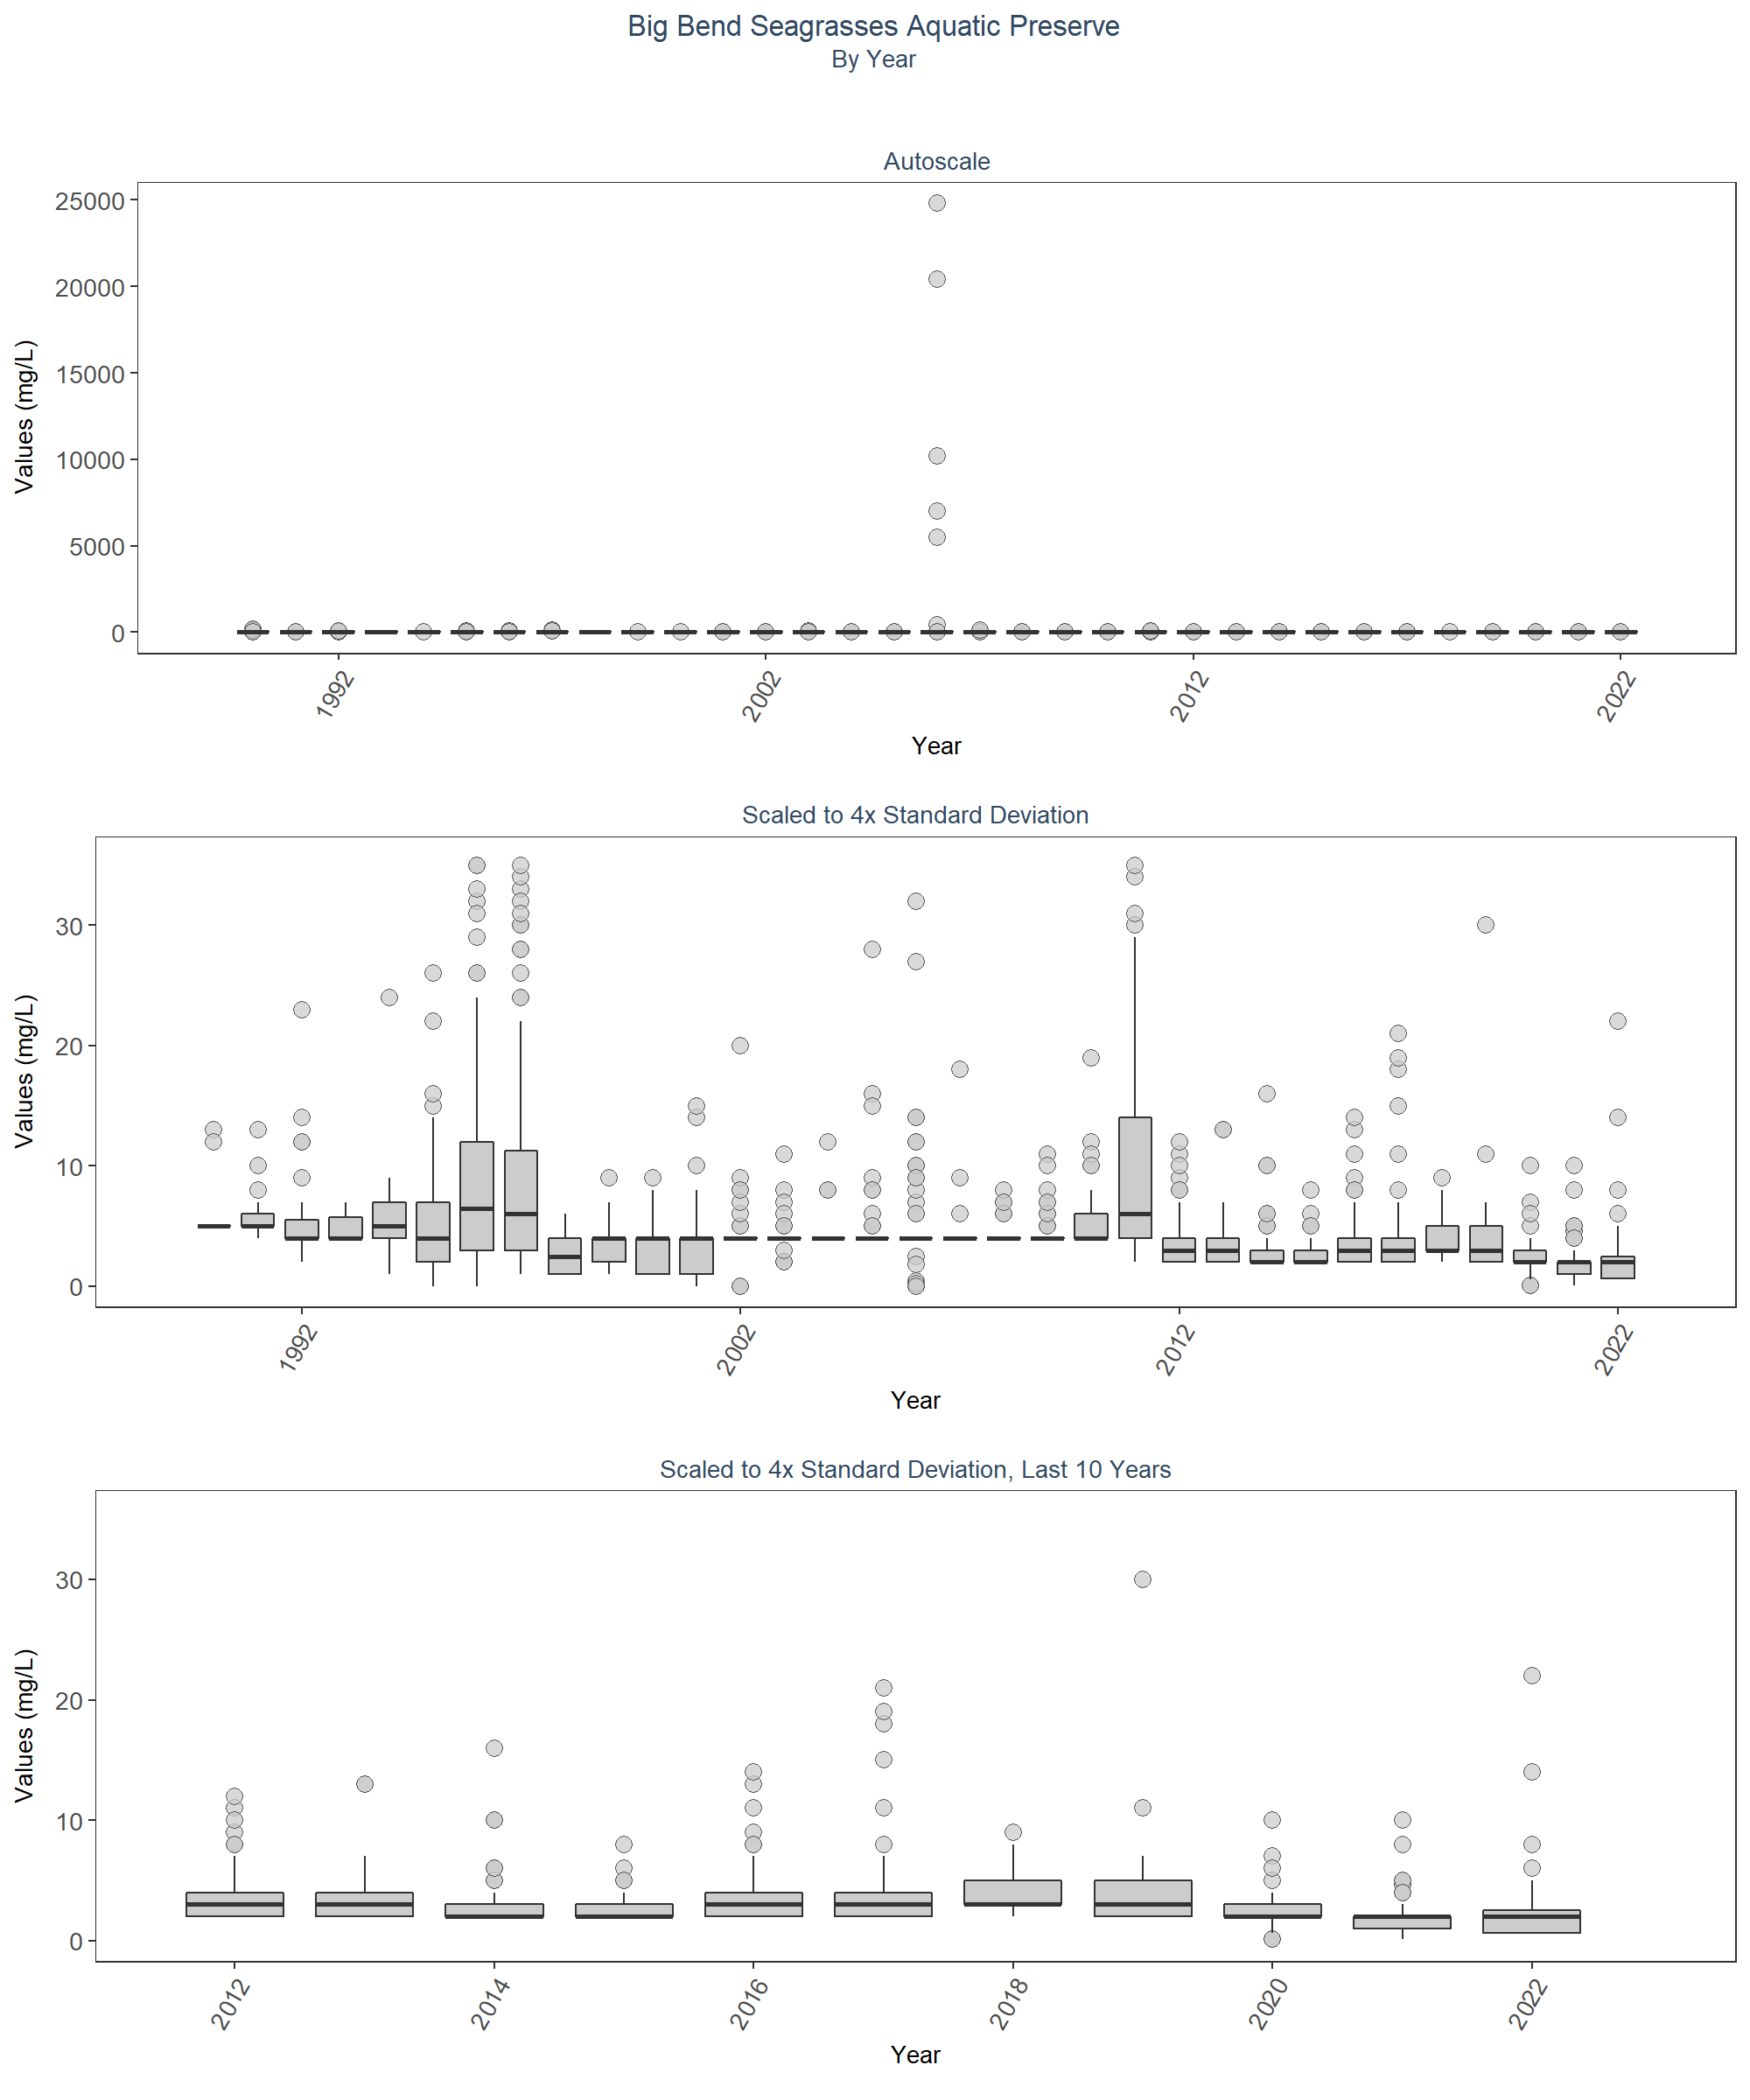 Big Bend Seagrasses Aquatic Preserve
By Year
Autoscale
Values (mg/L)
25000
20000
15000
10000
5000
0
1992
2002
2012
2022
Year
Scaled to 4x Standard Deviation
Values (mg/L)
30
20
10
0
1992
2002
2012
2022
Year
Scaled to 4x Standard Deviation, Last 10 Years
Values (mg/L)
30
20
10
0
2012
2014
2016
2018
2020
2022
Year